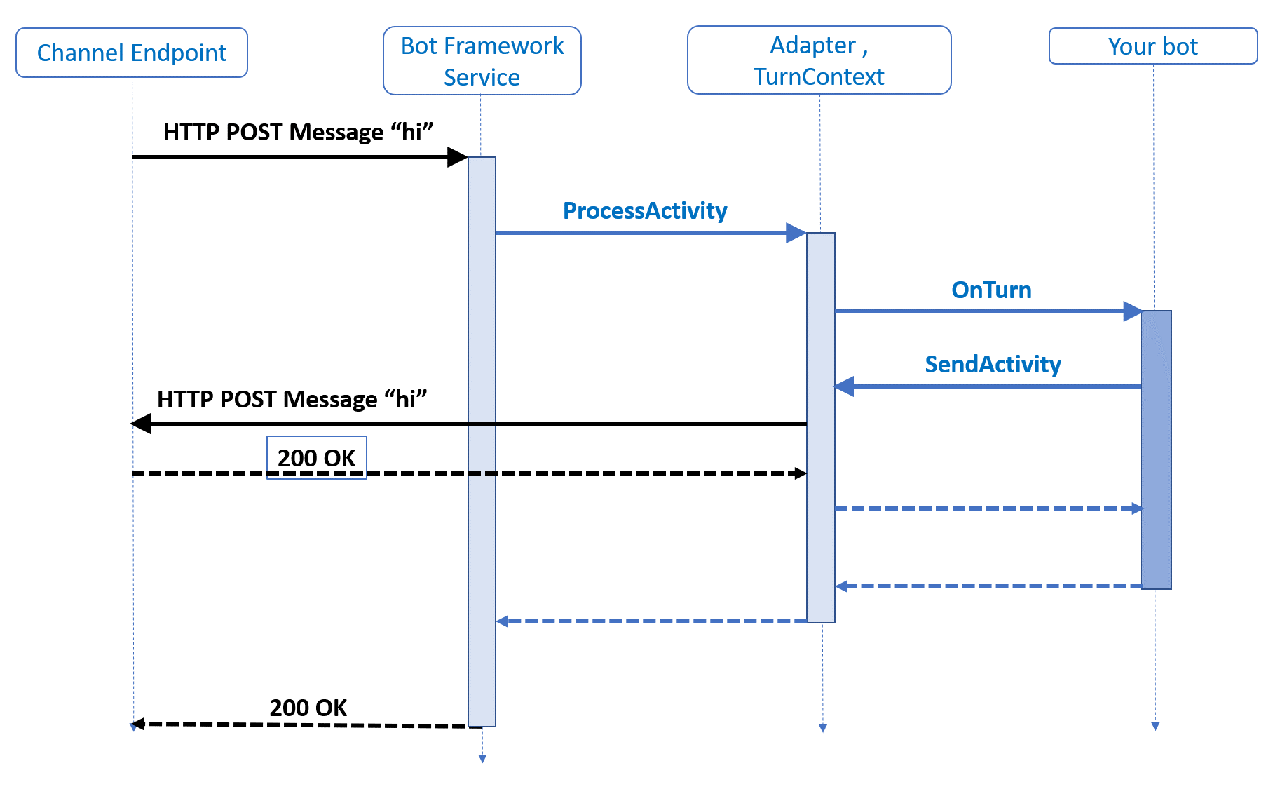 Channel Endpoint
Bot Framework
Service
Adapter ,
TurnContext
Your bot
HTTP POST Message “hi”
ProcessActivity
OnTurn
SendActivity
HTTP POST Message “hi”
200 OK
200 OK